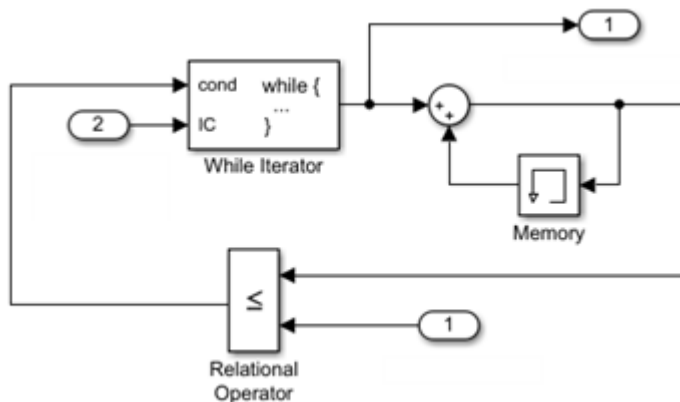 1
cond while {
...
2
IC }
While Iterator
+
+
Memory
≤
1
Relational
Operator